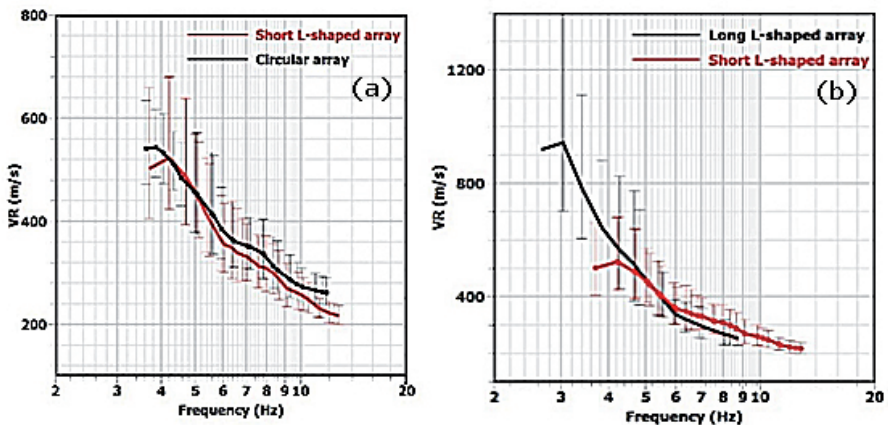 800
600
400
200
VR (m/s)
Short L-shaped array
Circular array
(a)
2 3 4 5 6 7 8 9 10 20
Frequency (Hz)
1200
800
400
VR (m/s)
Long L-shaped array
Short L-shaped array
(b)
2 3 4 5 6 7 8 9 10 20
Frequency (Hz)